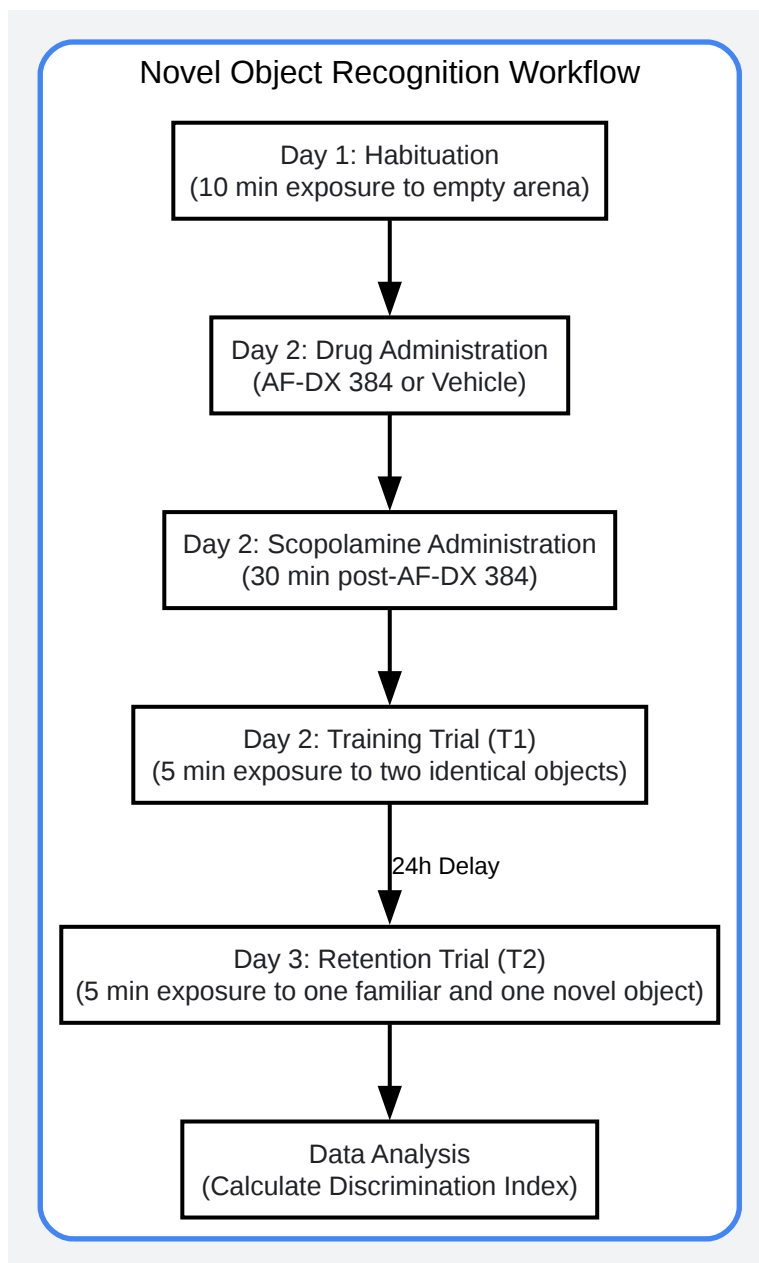 Novel Object Recognition Workflow
Day 1: Habituation
(10 min exposure to empty arena)
Day 2: Drug Administration
(AF-DX 384 or Vehicle)
Day 2: Scopolamine Administration
(30 min post-AF-DX 384)
Day 2: Training Trial (T1)
(5 min exposure to two identical objects)
24h Delay
Day 3: Retention Trial (T2)
(5 min exposure to one familiar and one novel object)
Data Analysis
(Calculate Discrimination Index)